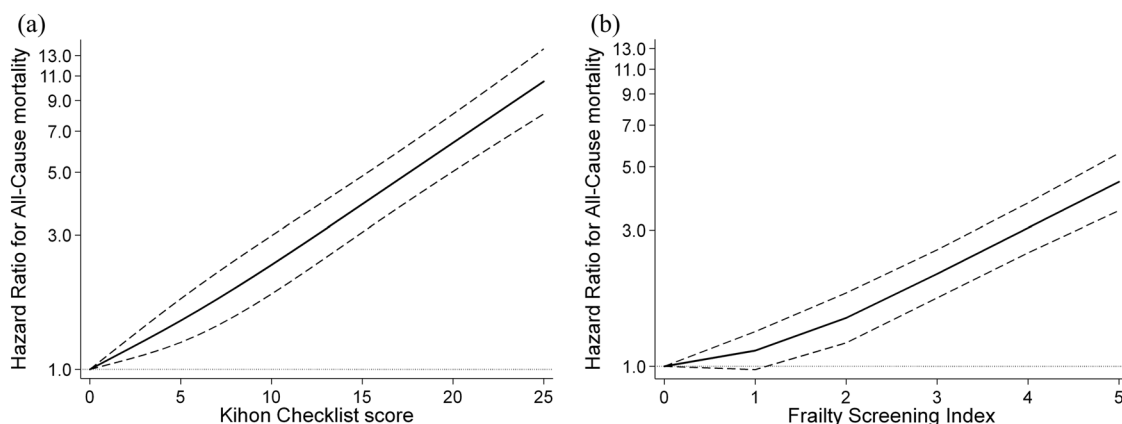 (a)
Hazard Ratio for All-Cause mortality
13.0
11.0
9.0
7.0
5.0
3.0
1.0
0 5 10 15 20 25
Kihon Checklist score
(b)
Hazard Ratio for All-Cause mortality
13.0
11.0
9.0
7.0
5.0
3.0
1.0
0 1 2 3 4 5
Frailty Screening Index